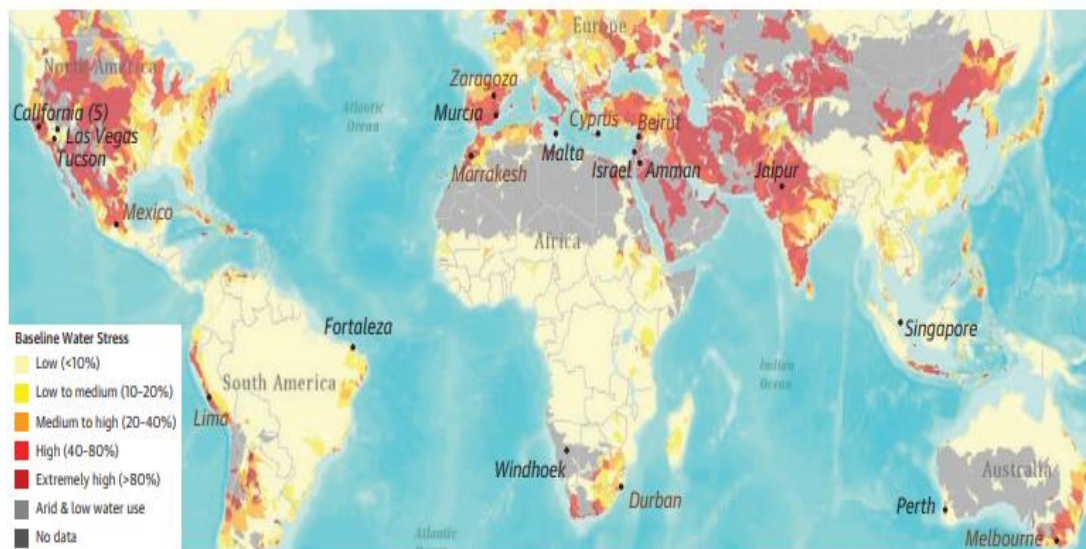 Europe
North America
Zaragoza
California (5)
Atlantic
Ocean
Murcia
Cyprus
Beirut
Las Vegas
Tucson
Malta
Israel
Amman
Jaipur
Marrakesh
Mexico
Africa
Fortaleza
Singapore
Baseline Water Stress
Low (<10%)
Low to medium (10-20%)
Medium to high (20-40%)
High (40-80%)
Extremely high (>80%)
Arid & low water use
No data
Indian
Ocean
South America
Lima
Windhoek
Durban
Australia
Perth
Melbourne
Atlantic